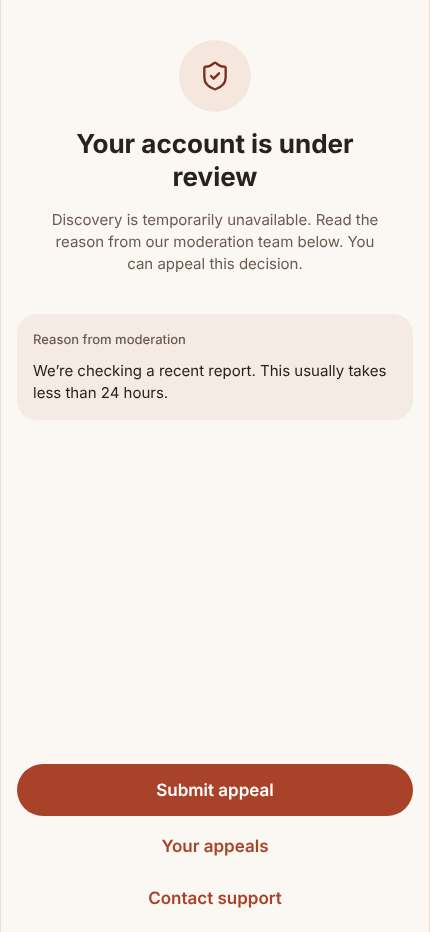 Your account is under
review
Discovery is temporarily unavailable. Read the
reason from our moderation team below. You
can appeal this decision.
Reason from moderation
We’re checking a recent report. This usually takes
less than 24 hours.
Submit appeal
Your appeals
Contact support